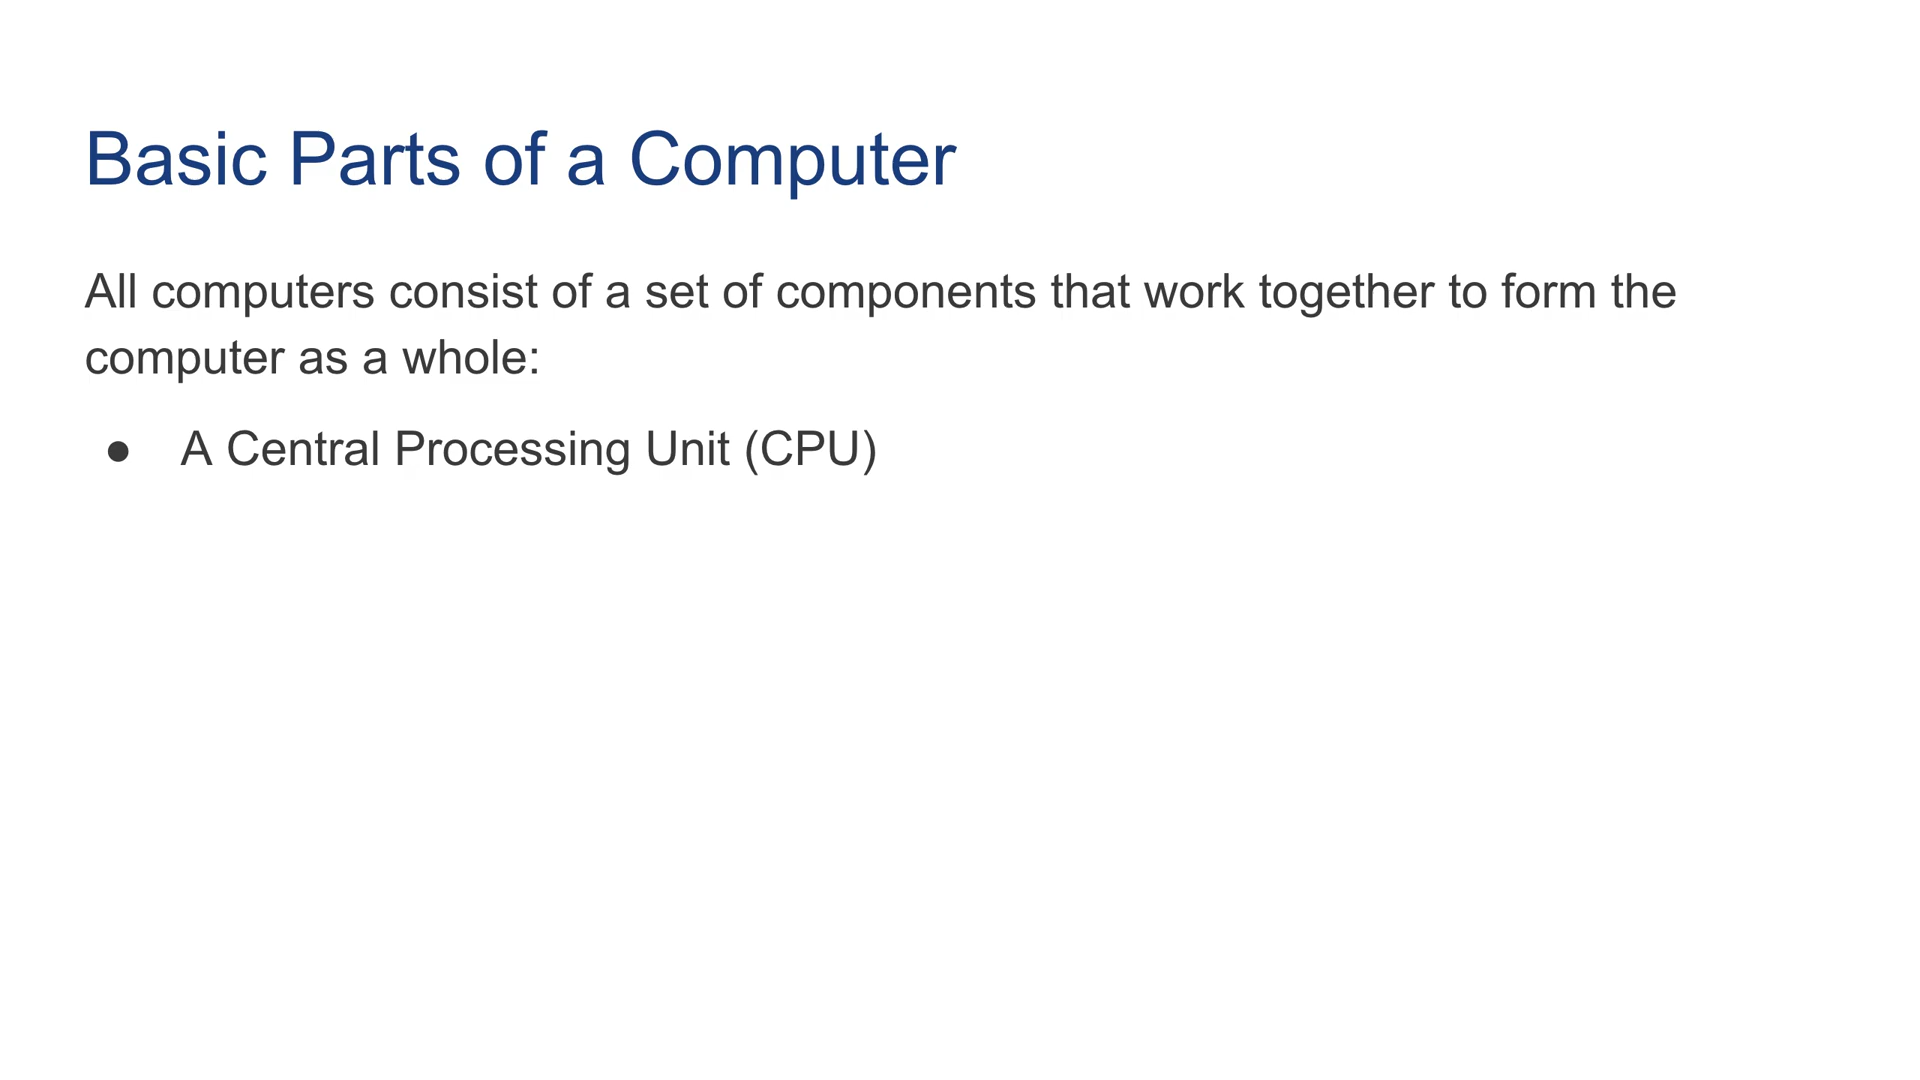 Basic Parts of a Computer
All computers consist of a set of components that work together to form the
computer as a whole:
● A Central Processing Unit (CPU)